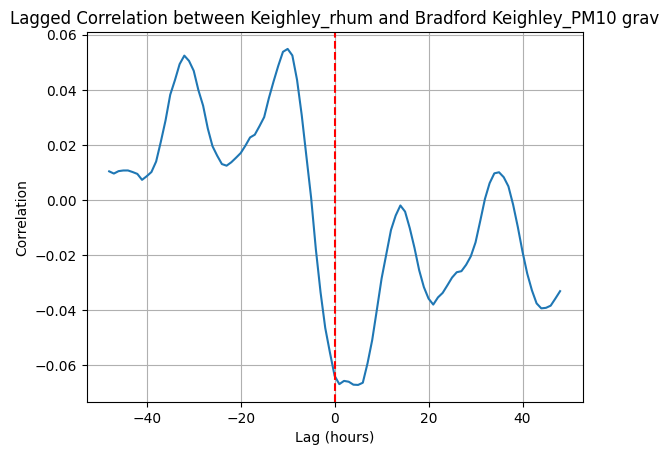 Lagged Correlation between Keighley_rhum and Bradford Keighley_PM10 grav
0.06
0.04
0.02
0.00
−0.02
−0.04
−0.06
Correlation
−40 −20 0 20 40
Lag (hours)